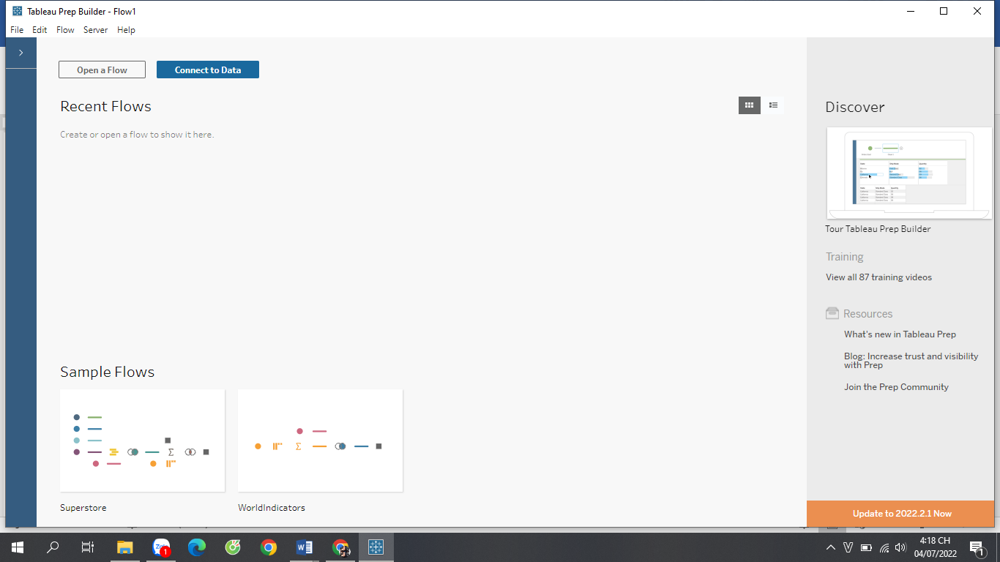 Tableau Prep Builder - Flow1
File Edit Flow Server Help
Open a Flow
Connect to Data
Recent Flows
Create or open a flow to show it here.
Sample Flows
Superstore
WorldIndicators
Discover
Tour Tableau Prep Builder
Training
View all 87 training videos
Resources
What's new in Tableau Prep
Blog: Increase trust and visibility
with Prep
Join the Prep Community
Update to 2022.2.1 Now
4:18 CH
04/07/2022